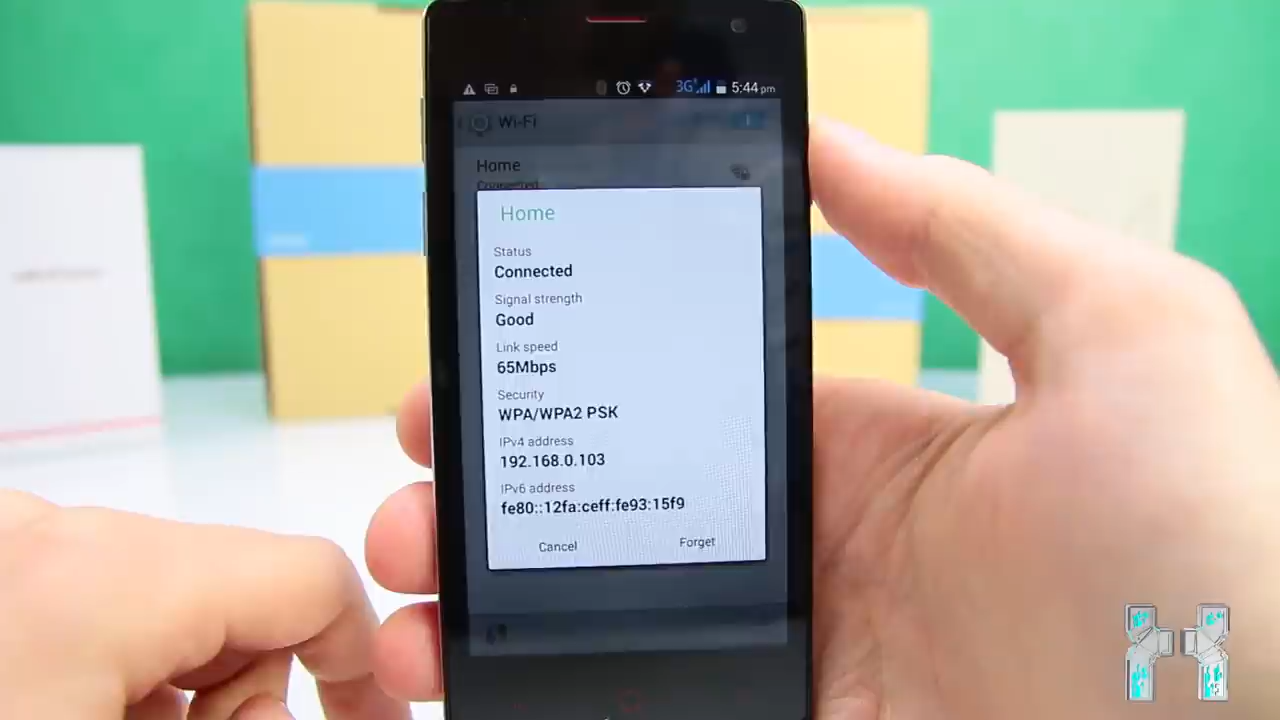 3G 5:44 pm
Wi-Fi
Home
Connected
Home
Status
Connected
Signal strength
Good
Link speed
65Mbps
Security
WPA/WPA2 PSK
IPv4 address
192.168.0.103
IPv6 address
fe80::12fa:ceff:fe93:15f9
Cancel Forget